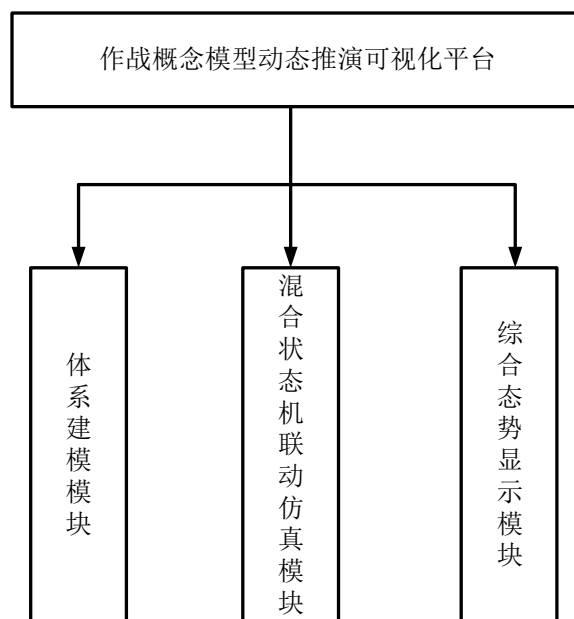 作战概念模型动态推演可视化平台
体系建模模块
混合状态机联动仿真模块
综合态势显示模块